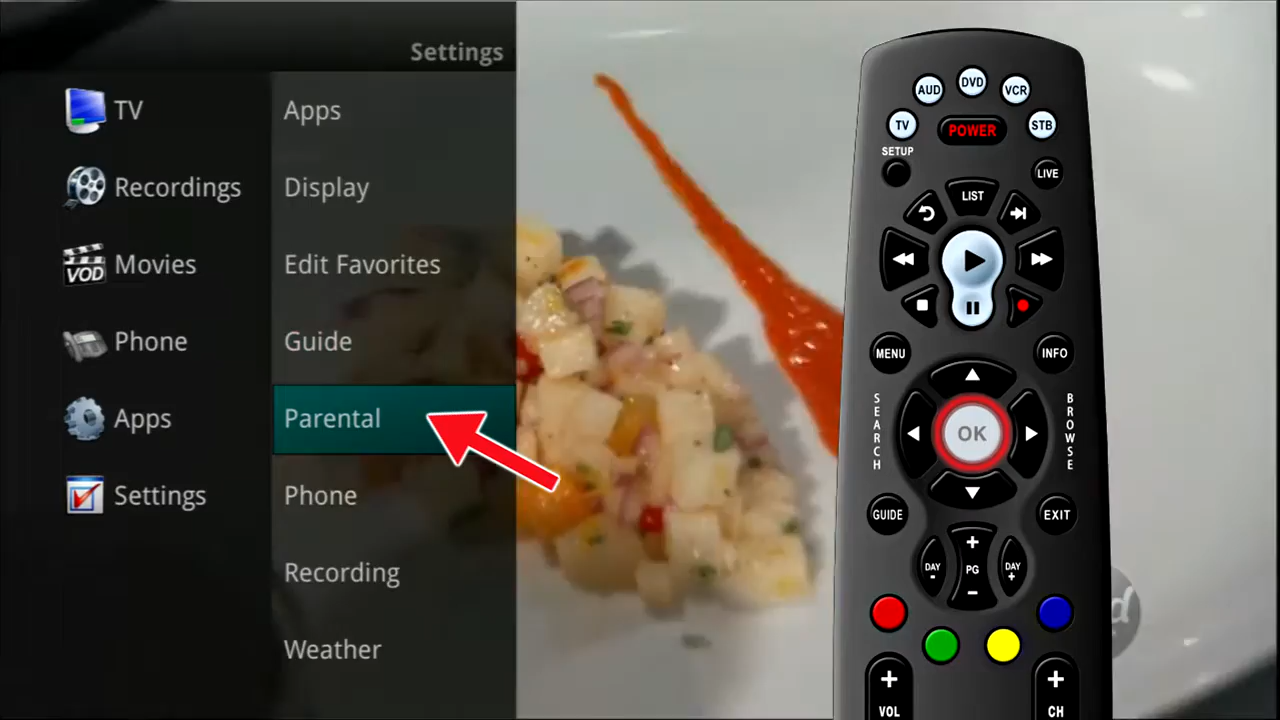 Settings
TV
Recordings
VOD
Movies
Phone
Apps
Settings
Apps
Display
Edit Favorites
Guide
Parental
Phone
Recording
Weather
AUD
DVD
VCR
TV
POWER
STB
SETUP
LIVE
LIST
MENU
INFO
SEARCH
OK
BROWSE
GUIDE
EXIT
DAY
-
+
PG
-
DAY
+
+
VOL
+
CH